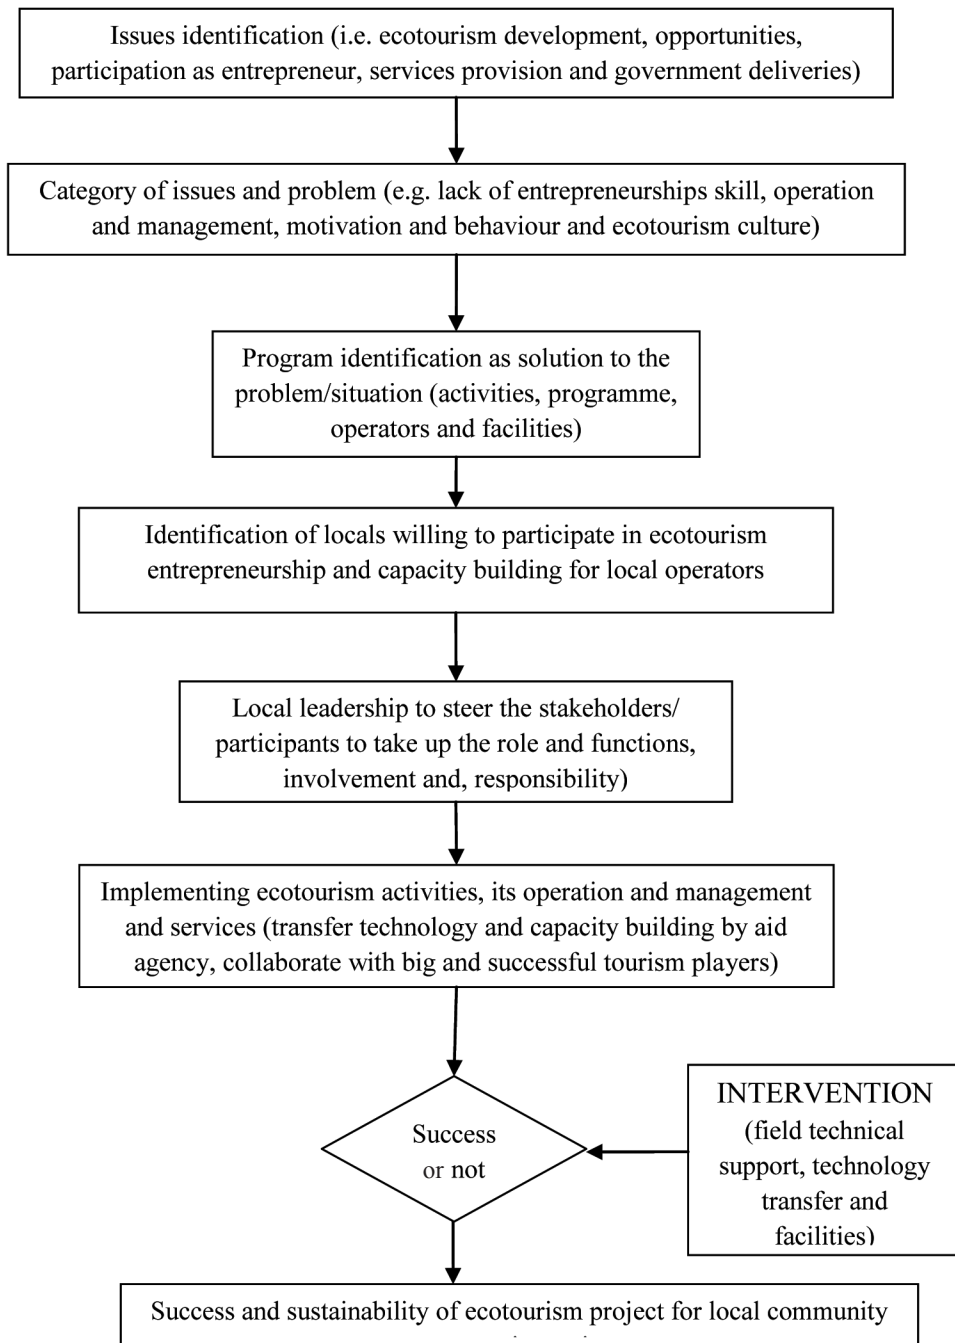 Issues identification (i.e. ecotourism development, opportunities,
participation as entrepreneur, services provision and government deliveries)
Category of issues and problem (e.g. lack of entrepreneurships skill, operation
and management, motivation and behaviour and ecotourism culture)
Program identification as solution to the
problem/situation (activities, programme,
operators and facilities)
Identification of locals willing to participate in ecotourism
entrepreneurship and capacity building for local operators
Local leadership to steer the stakeholders/
participants to take up the role and functions,
involvement and, responsibility)
Implementing ecotourism activities, its operation and management
and services (transfer technology and capacity building by aid
agency, collaborate with big and successful tourism players)
Success
or not
INTERVENTION
(field technical
support, technology
transfer and
facilities)
Success and sustainability of ecotourism project for local community